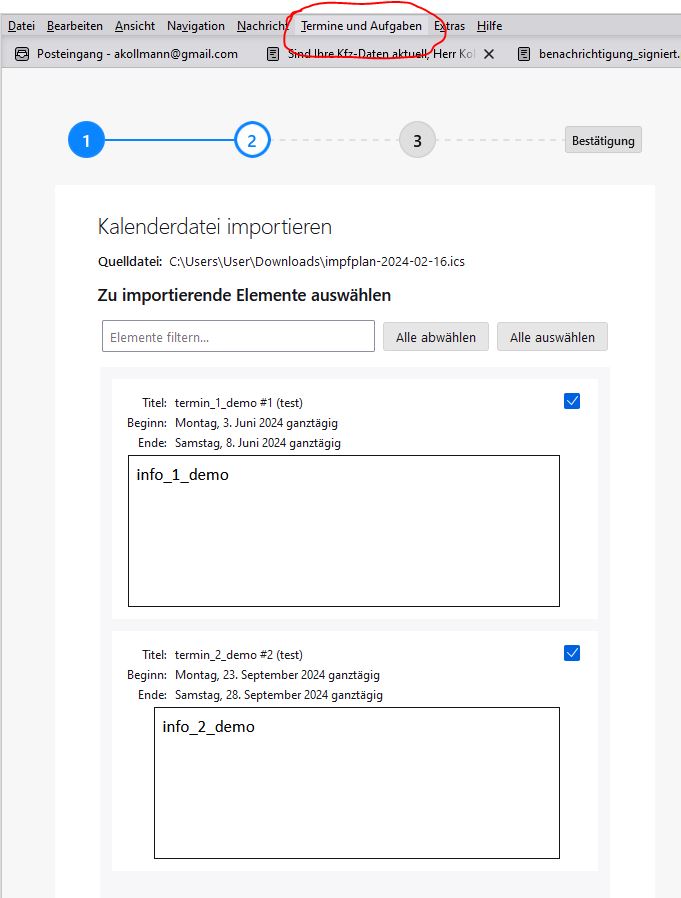 Datei Bearbeiten Ansicht Navigation Nachricht Termine und Aufgaben Extras Hilfe
Posteingang - akollmann@gmail.com Sind Ihre Kfz-Daten aktuell, Herr Kol benachrichtigung_signiert.
1 2 3 Bestätigung
Kalenderdatei importieren
Quelldatei: C:\Users\User\Downloads\impfplan-2024-02-16.ics
Zu importierende Elemente auswählen
Elemente filtern... Alle abwählen Alle auswählen
Titel: termin_1_demo #1 (test)
Beginn: Montag, 3. Juni 2024 ganztägig
Ende: Samstag, 8. Juni 2024 ganztägig
info_1_demo
Titel: termin_2_demo #2 (test)
Beginn: Montag, 23. September 2024 ganztägig
Ende: Samstag, 28. September 2024 ganztägig
info_2_demo